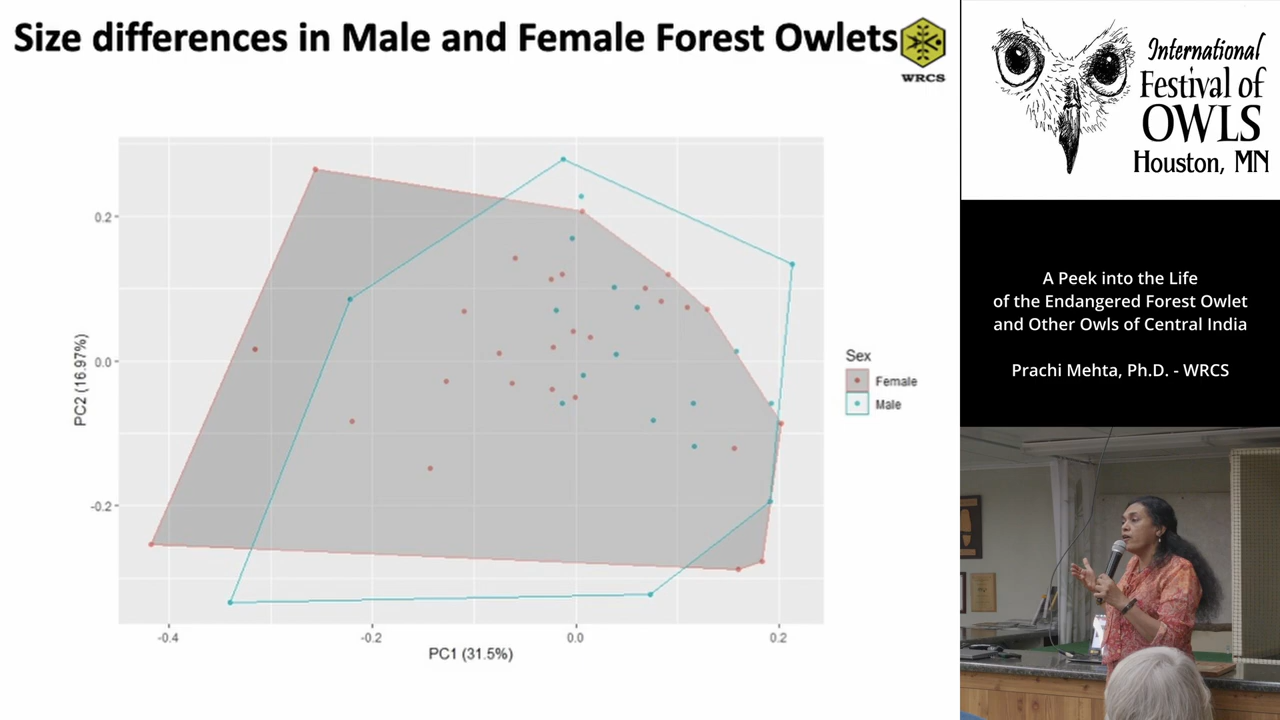 Size differences in Male and Female Forest Owlets
WRCS
0.2
0.0
-0.2
PC2 (16.97%)
-0.4
-0.2
0.0
0.2
PC1 (31.5%)
Sex
Female
Male
International
Festival of
OWLS
Houston, MN
A Peek into the Life
of the Endangered Forest Owlet
and Other Owls of Central India
Prachi Mehta, Ph.D. - WRCS